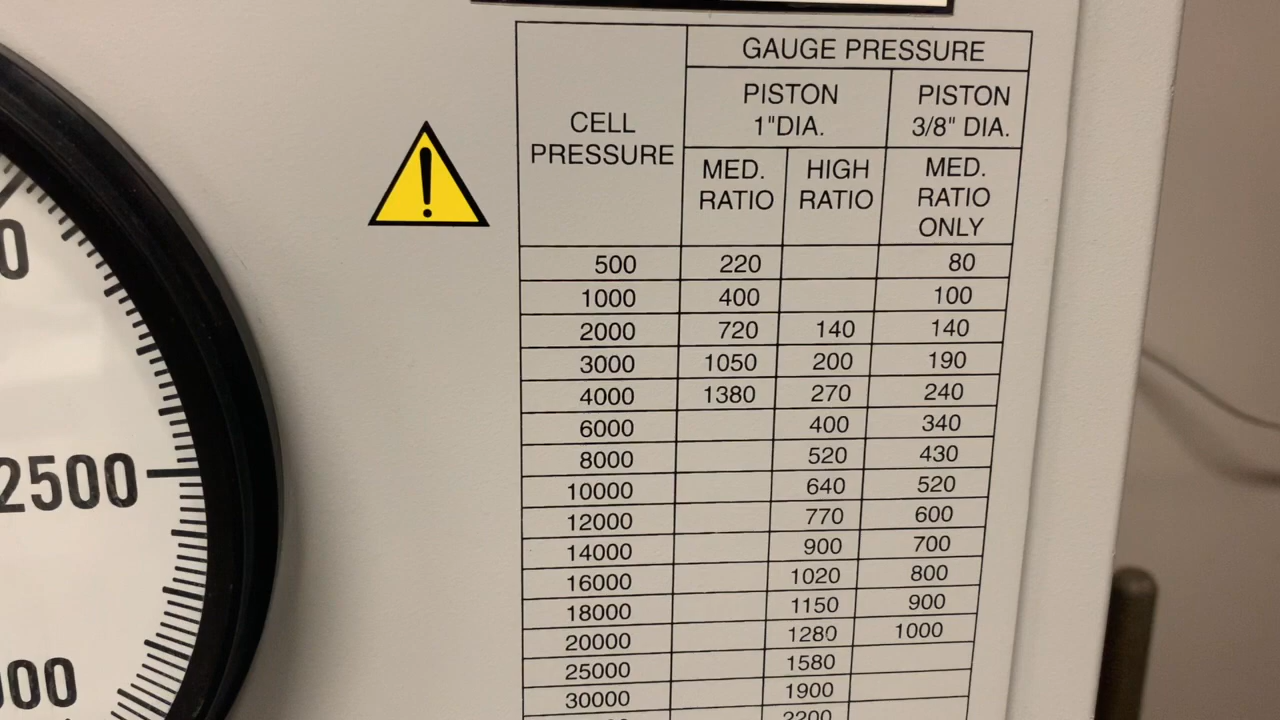 GAUGE PRESSURE
CELL
PRESSURE
PISTON
1"DIA.
PISTON
3/8" DIA.
MED.
RATIO
HIGH
RATIO
MED.
RATIO
ONLY
500 220 80
1000 400 100
2000 720 140 140
3000 1050 200 190
4000 1380 270 240
6000 400 340
8000 520 430
10000 640 520
12000 770 600
14000 900 700
16000 1020 800
18000 1150 900
20000 1280 1000
25000 1580
30000 1900
2200
2500